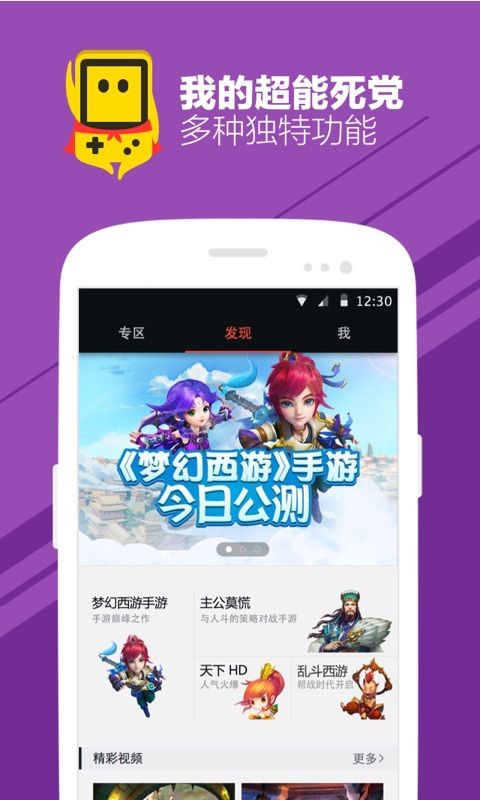 我的超能死党
多种独特功能
12:30
专区 发现 我
《梦幻西游》手游
今日公测
梦幻西游手游
手游巅峰之作
主公莫慌
与人斗的策略对战手游
天下 HD
人气火爆
乱斗西游
帮战时代开启
精彩视频 更多>